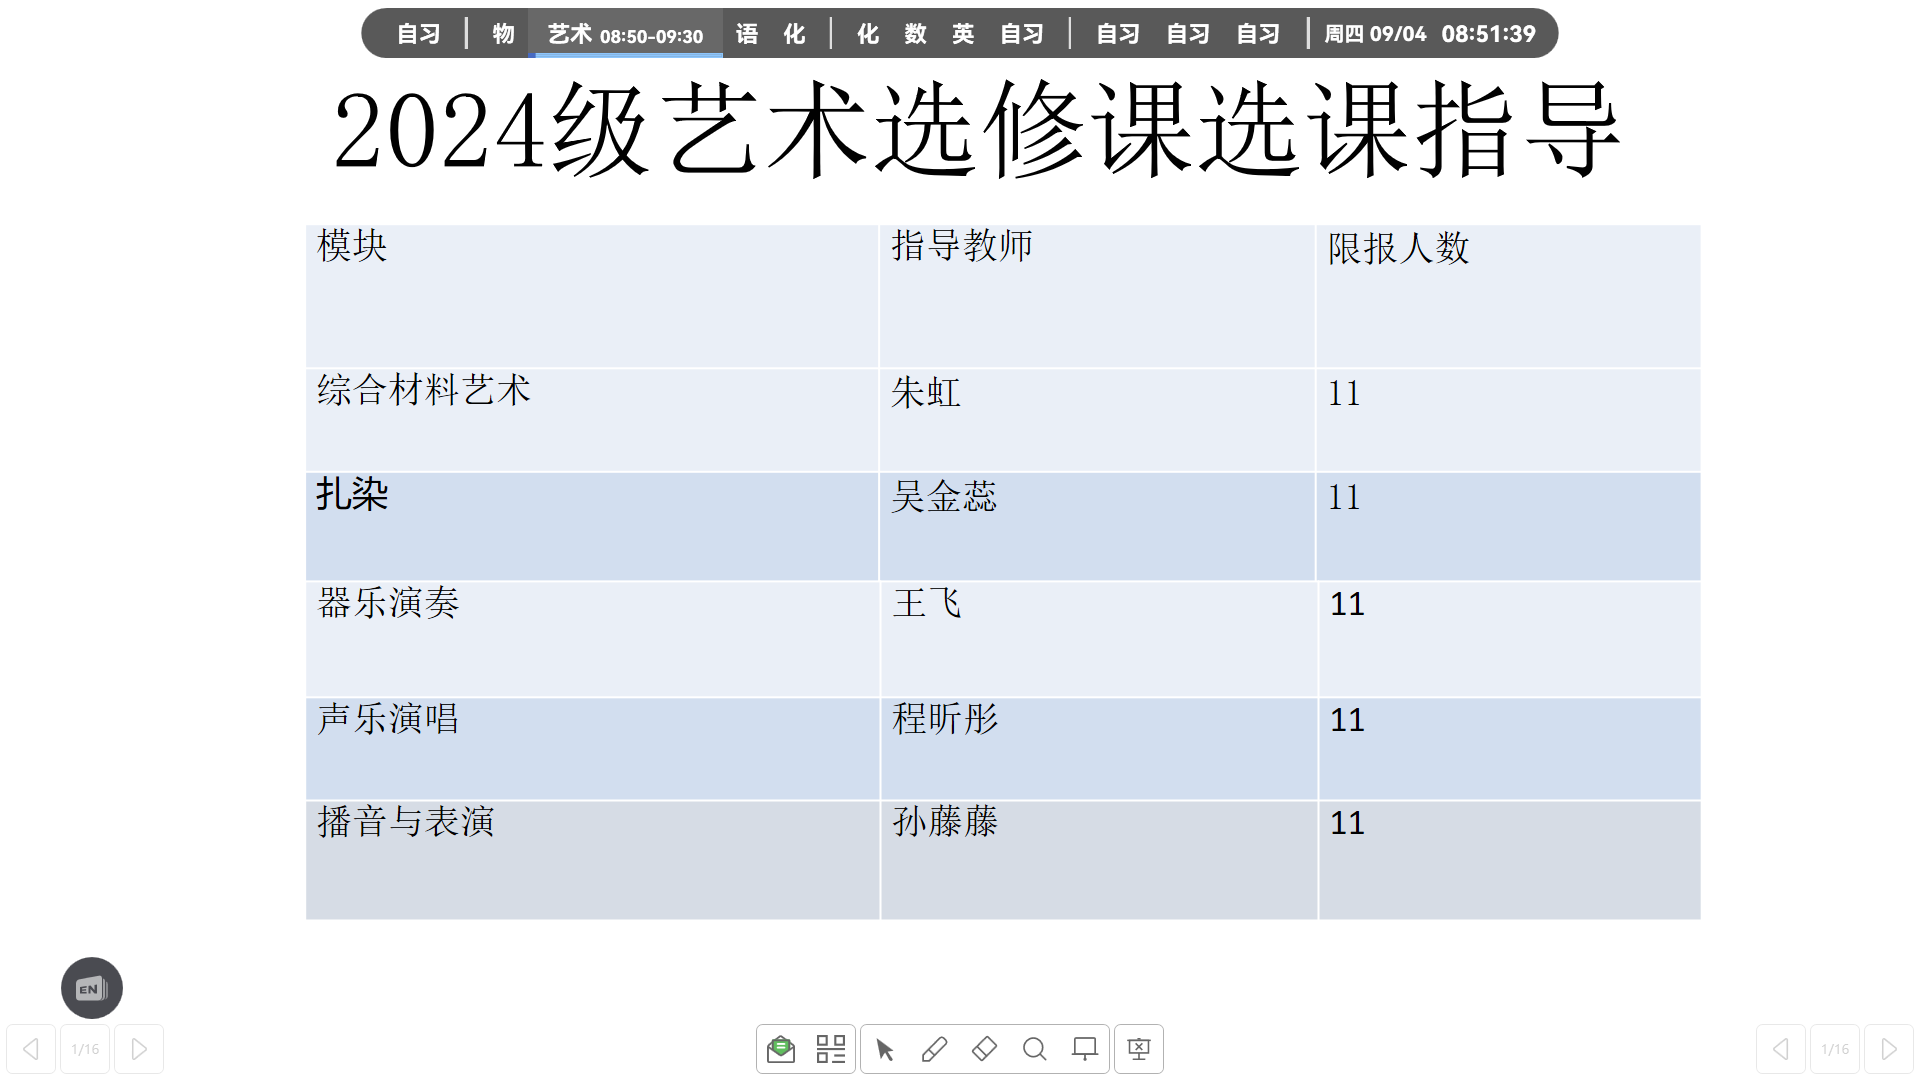 自习 | 物 艺术 08:50-09:30 语 化 | 化 数 英 自习 | 自习 自习 自习 | 周四 09/04 08:51:39
2024级艺术选修课选课指导
模块 指导教师 限报人数
综合材料艺术 朱虹 11
扎染 吴金蕊 11
器乐演奏 王飞 11
声乐演唱 程昕彤 11
播音与表演 孙藤藤 11
EN
1/16 1/16